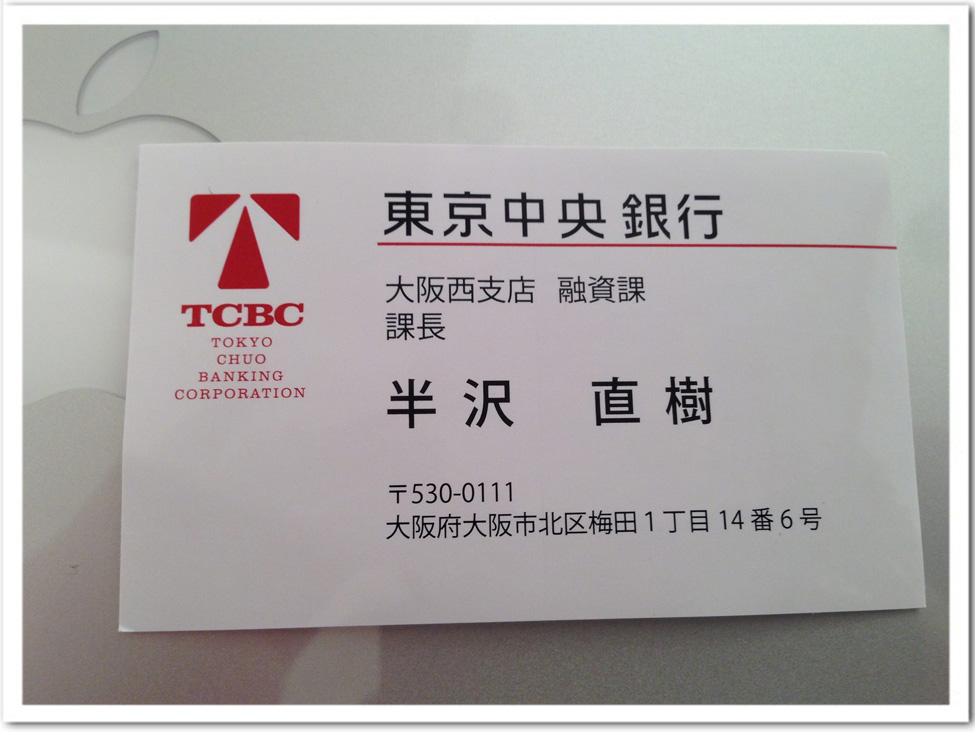 東京中央銀行
TCBC
TOKYO
CHUO
BANKING
CORPORATION
大阪西支店 融資課
課長
半沢 直樹
〒530-0111
大阪府大阪市北区梅田1丁目14番6号